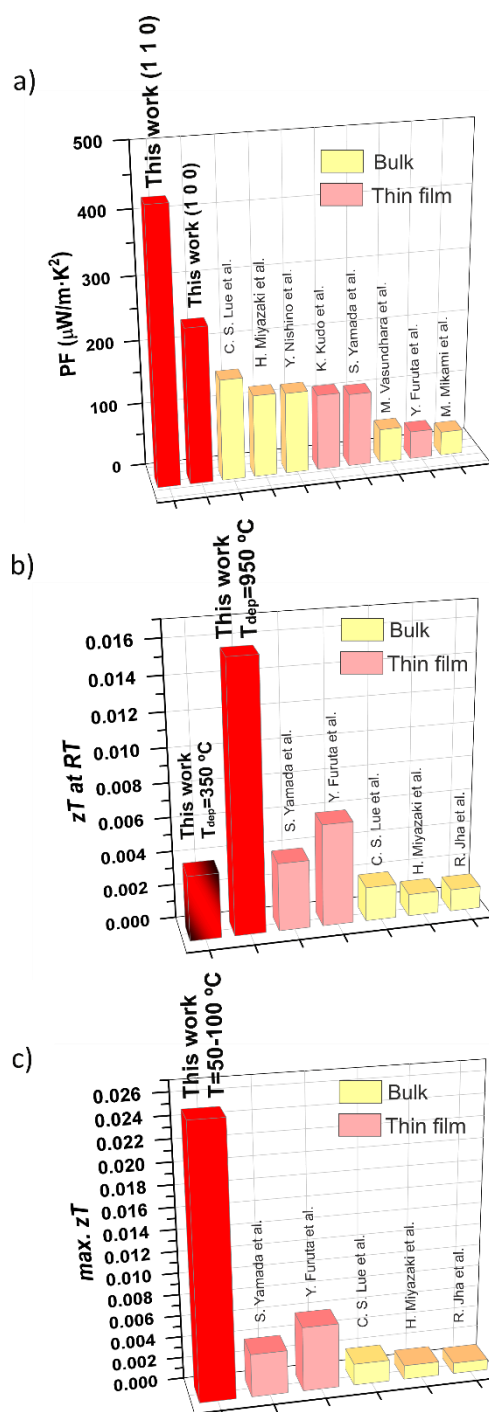 a)
PF (μW/m·K²)
500
400
300
200
100
0
This work (1 1 0)
This work (1 0 0)
C. S. Lue et al.
H. Miyazaki et al.
Y. Nishino et al.
K. Kudo et al.
S. Yamada et al.
M. Vasundhara et al.
Y. Furuta et al.
M. Mikami et al.
Bulk
Thin film
b)
zT at RT
0.016
0.014
0.012
0.010
0.008
0.006
0.004
0.002
0.000
This work
Tdep=350 ºC
This work
Tdep=950 ºC
S. Yamada et al.
Y. Furuta et al.
C. S. Lue et al.
H. Miyazaki et al.
R. Jha et al.
Bulk
Thin film
c)
max. zT
0.026
0.024
0.022
0.020
0.018
0.016
0.014
0.012
0.010
0.008
0.006
0.004
0.002
0.000
This work
T=50-100 ºC
S. Yamada et al.
Y. Furuta et al.
C. S. Lue et al.
H. Miyazaki et al.
R. Jha et al.
Bulk
Thin film